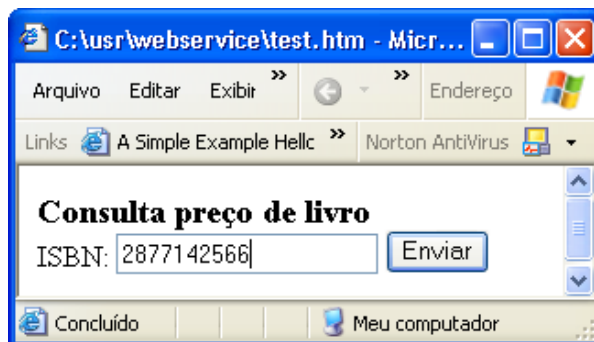 C:\usr\webservice\test.htm - Micr...
Arquivo Editar Exibir » » Endereço
Links A Simple Example Hellc » Norton AntiVirus
Consulta preço de livro
ISBN: 2877142566 Enviar
Concluído Meu computador